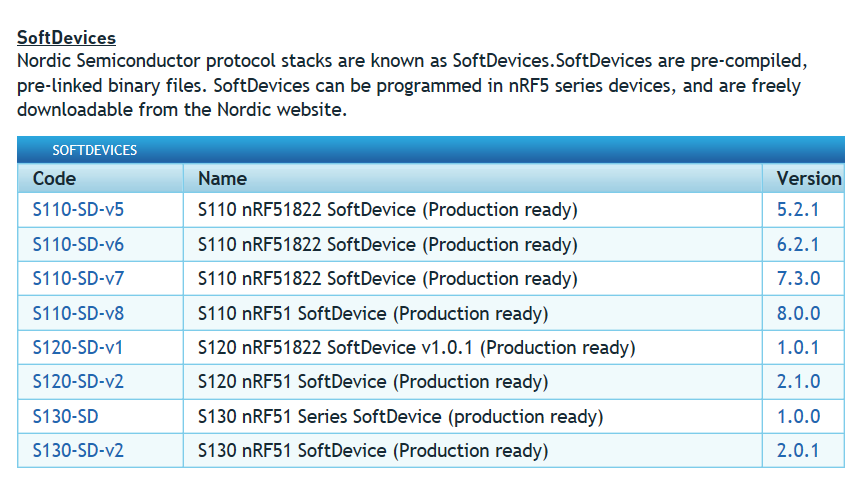 SoftDevices
Nordic Semiconductor protocol stacks are known as SoftDevices.SoftDevices are pre-compiled,
pre-linked binary files. SoftDevices can be programmed in nRF5 series devices, and are freely
downloadable from the Nordic website.
SOFTDEVICES
Code Name Version
S110-SD-v5 S110 nRF51822 SoftDevice (Production ready) 5.2.1
S110-SD-v6 S110 nRF51822 SoftDevice (Production ready) 6.2.1
S110-SD-v7 S110 nRF51822 SoftDevice (Production ready) 7.3.0
S110-SD-v8 S110 nRF51 SoftDevice (Production ready) 8.0.0
S120-SD-v1 S120 nRF51822 SoftDevice v1.0.1 (Production ready) 1.0.1
S120-SD-v2 S120 nRF51 SoftDevice (Production ready) 2.1.0
S130-SD S130 nRF51 Series SoftDevice (production ready) 1.0.0
S130-SD-v2 S130 nRF51 SoftDevice (Production ready) 2.0.1